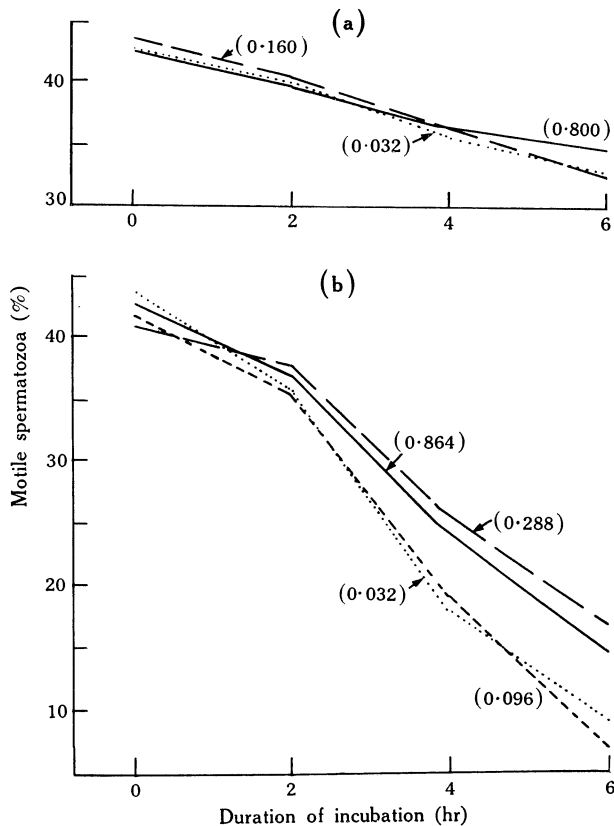 (a)
40
30
(0·160)
(0·800)
(0·032)
0 2 4 6
(b)
Motile spermatozoa (%)
40
30
20
10
(0·864)
(0·288)
(0·032)
(0·096)
0 2 4 6
Duration of incubation (hr)